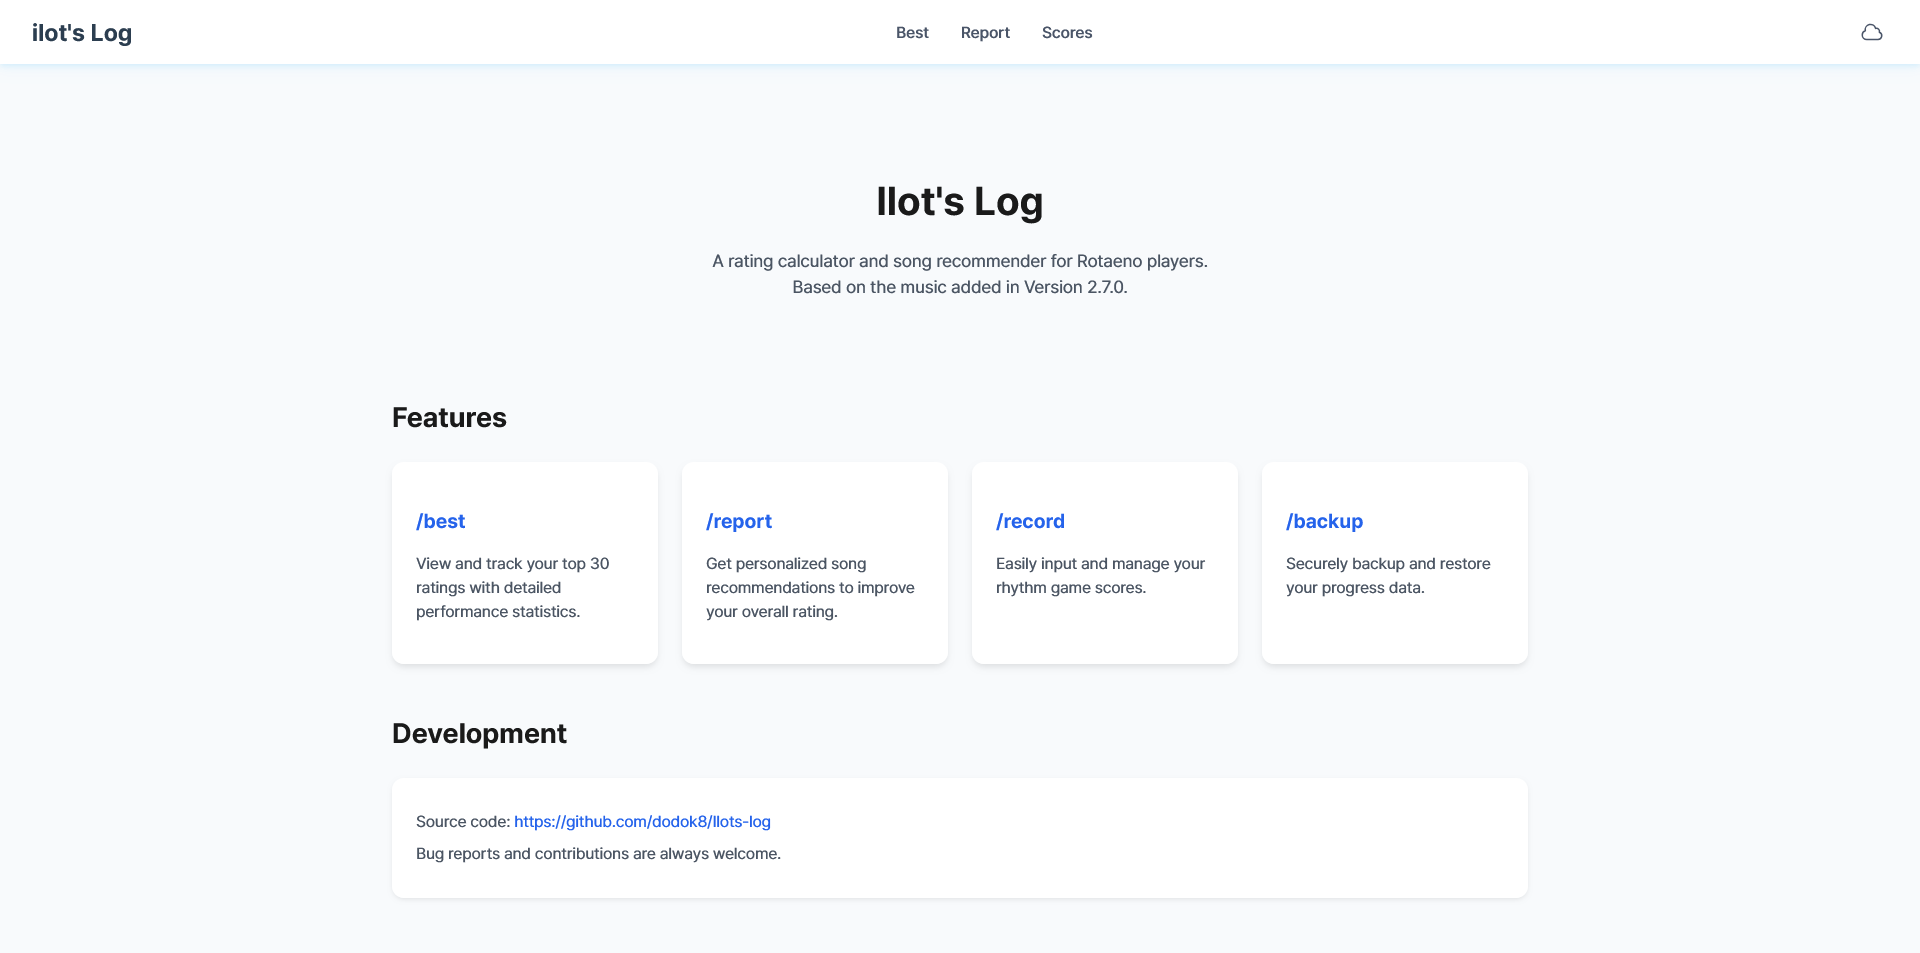 ilot's Log
Best
Report
Scores
Ilot's Log
A rating calculator and song recommender for Rotaeno players.
Based on the music added in Version 2.7.0.
Features
/best
View and track your top 30
ratings with detailed
performance statistics.
/report
Get personalized song
recommendations to improve
your overall rating.
/record
Easily input and manage your
rhythm game scores.
/backup
Securely backup and restore
your progress data.
Development
Source code: https://github.com/dodok8/Ilots-log
Bug reports and contributions are always welcome.